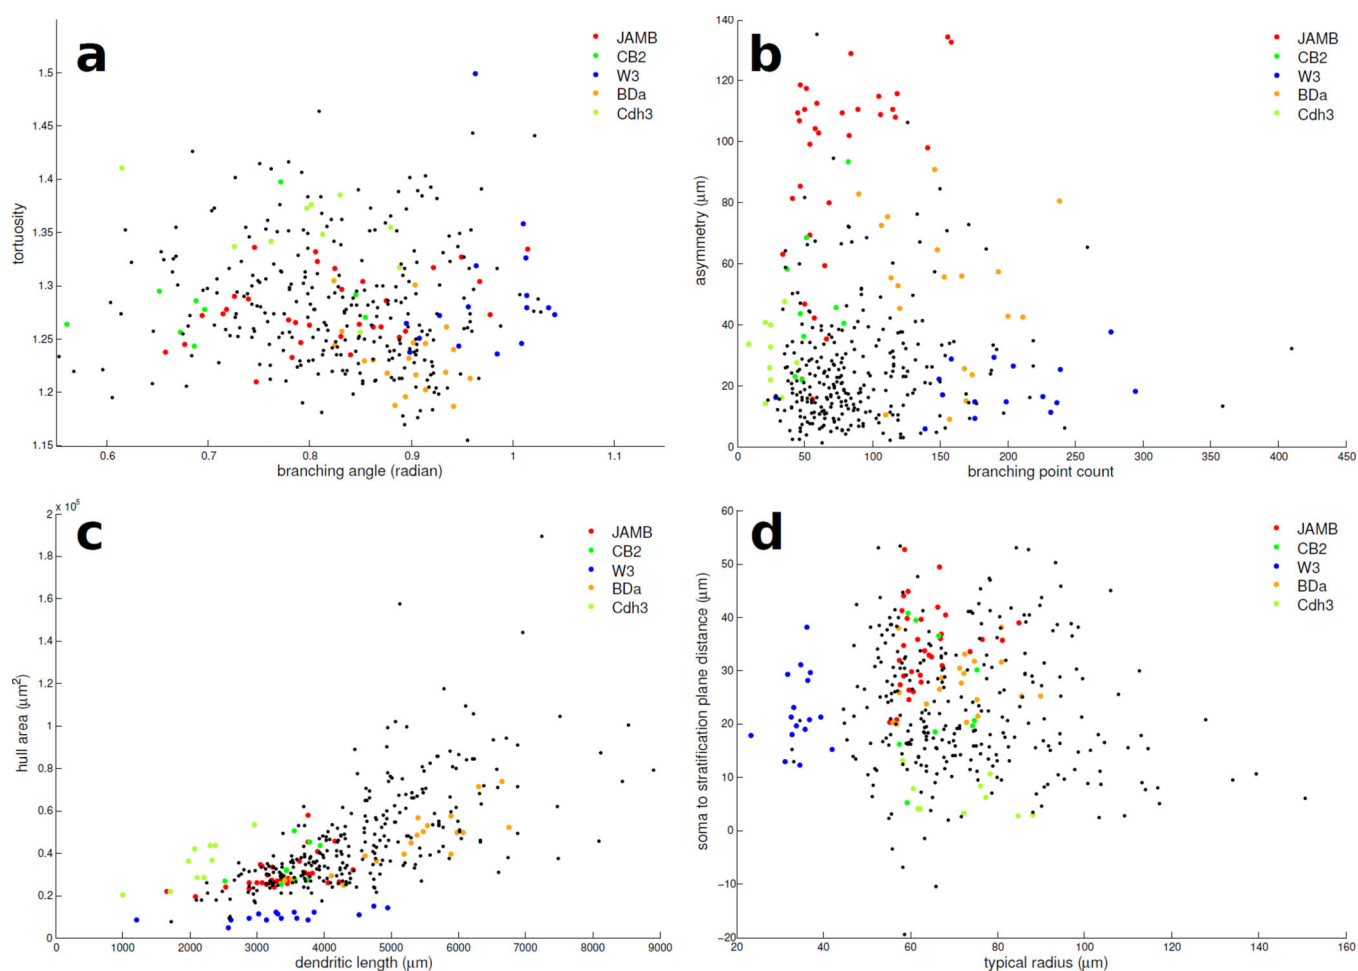 a
JAMB
CB2
W3
BDa
Cdh3
1.5
1.45
1.4
1.35
1.3
1.25
1.2
1.15
tortuosity
0.6 0.7 0.8 0.9 1 1.1
branching angle (radian)
b
JAMB
CB2
W3
BDa
Cdh3
140
120
100
80
60
40
20
0
asymmetry (μm)
0 50 100 150 200 250 300 350 400 450
branching point count
c
x 10⁵
JAMB
CB2
W3
BDa
Cdh3
2
1.8
1.6
1.4
1.2
1
0.8
0.6
0.4
0.2
0
hull area (μm²)
0 1000 2000 3000 4000 5000 6000 7000 8000 9000
dendritic length (μm)
d
JAMB
CB2
W3
BDa
Cdh3
60
50
40
30
20
10
0
−10
−20
soma to stratification plane distance (μm)
20 40 60 80 100 120 140 160
typical radius (μm)